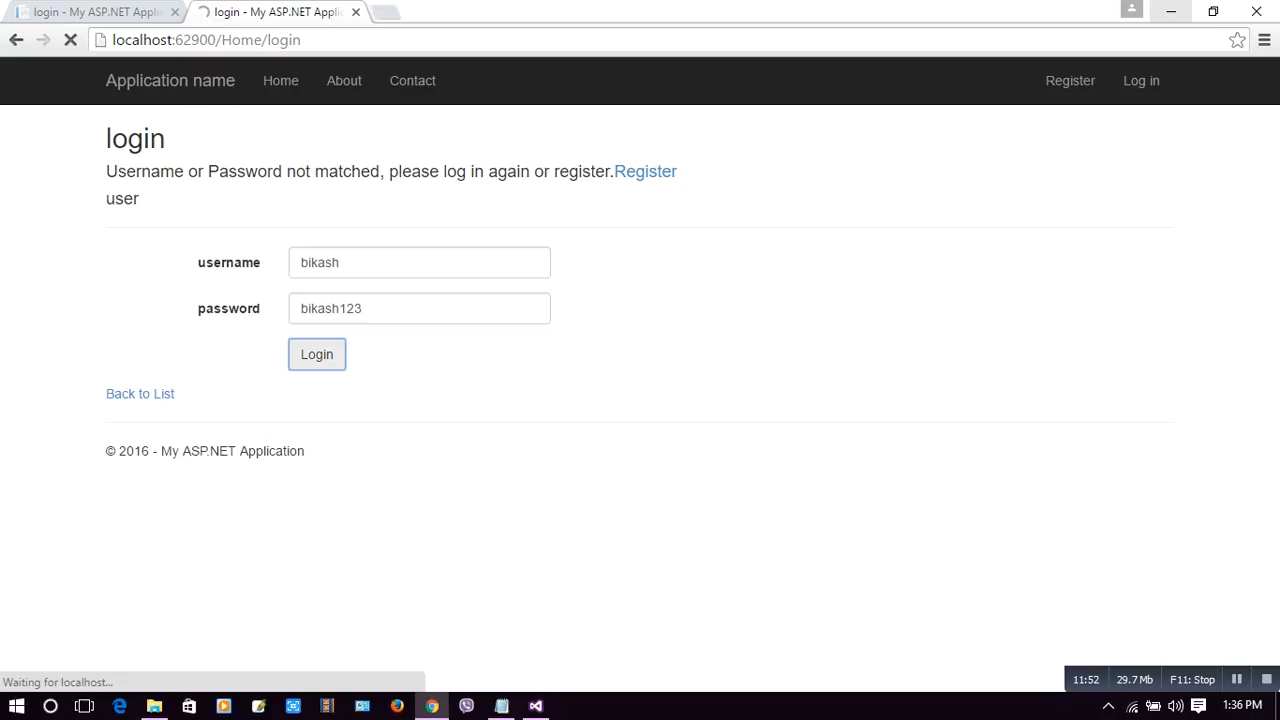 login - My ASP.NET Applic
login - My ASP.NET Applic
localhost:62900/Home/login
Application name Home About Contact Register Log in
login
Username or Password not matched, please log in again or register.Register
user
username bikash
password bikash123
Login
Back to List
© 2016 - My ASP.NET Application
Waiting for localhost...
11:52 29.7 Mb F11: Stop
1:36 PM